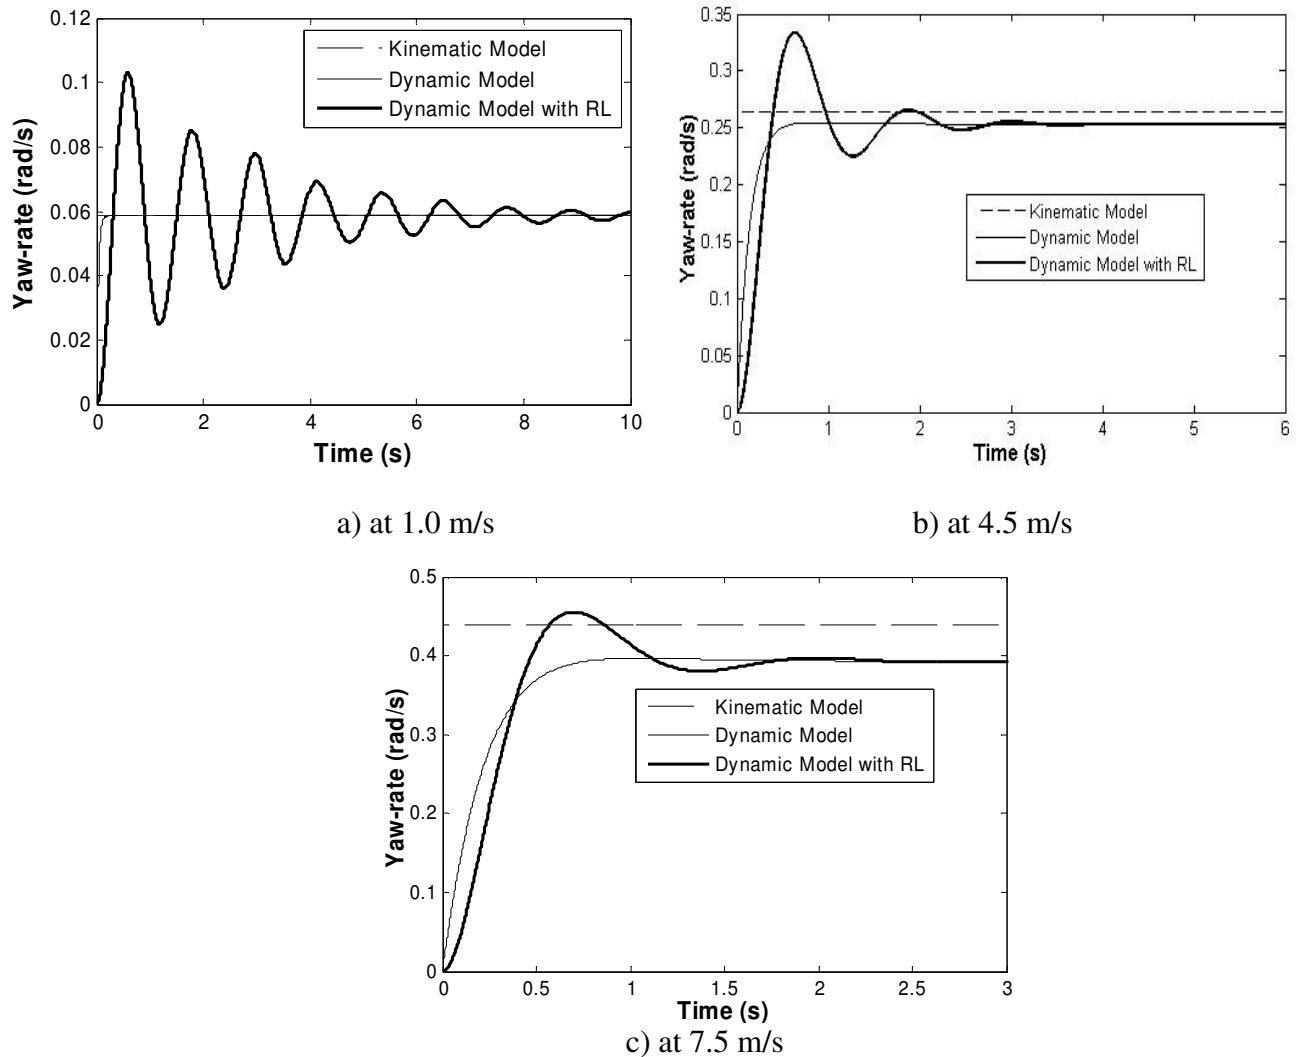 0.12
0.1
0.08
0.06
0.04
0.02
0
Yaw-rate (rad/s)
Kinematic Model
Dynamic Model
Dynamic Model with RL
0 2 4 6 8 10
Time (s)
a) at 1.0 m/s
0.35
0.3
0.25
0.2
0.15
0.1
0.05
0
Yaw-rate (rad/s)
Kinematic Model
Dynamic Model
Dynamic Model with RL
0 1 2 3 4 5 6
Time (s)
b) at 4.5 m/s
0.5
0.4
0.3
0.2
0.1
0
Yaw-rate (rad/s)
Kinematic Model
Dynamic Model
Dynamic Model with RL
0 0.5 1 1.5 2 2.5 3
Time (s)
c) at 7.5 m/s